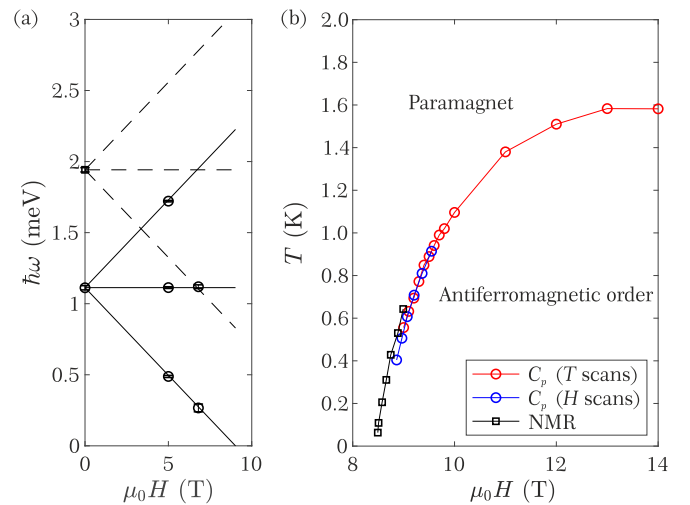 (a)
3
2.5
2
1.5
1
0.5
0
0
5
10
ħω (meV)
μ₀H (T)
(b)
2.0
1.8
1.6
1.4
1.2
1.0
0.8
0.6
0.4
0.2
0
8
10
12
14
T (K)
μ₀H (T)
Paramagnet
Antiferromagnetic order
Cₚ (T scans)
Cₚ (H scans)
NMR